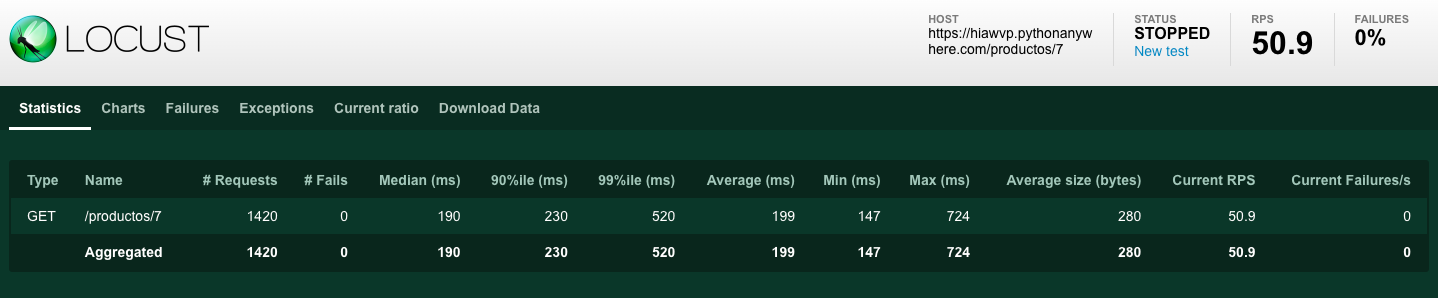 LOCUST
HOST
https://hiawvp.pythonanyw
here.com/productos/7
STATUS
STOPPED
New test
RPS
50.9
FAILURES
0%
Statistics Charts Failures Exceptions Current ratio Download Data
Type Name # Requests # Fails Median (ms) 90%ile (ms) 99%ile (ms) Average (ms) Min (ms) Max (ms) Average size (bytes) Current RPS Current Failures/s
GET /productos/7 1420 0 190 230 520 199 147 724 280 50.9 0
Aggregated 1420 0 190 230 520 199 147 724 280 50.9 0